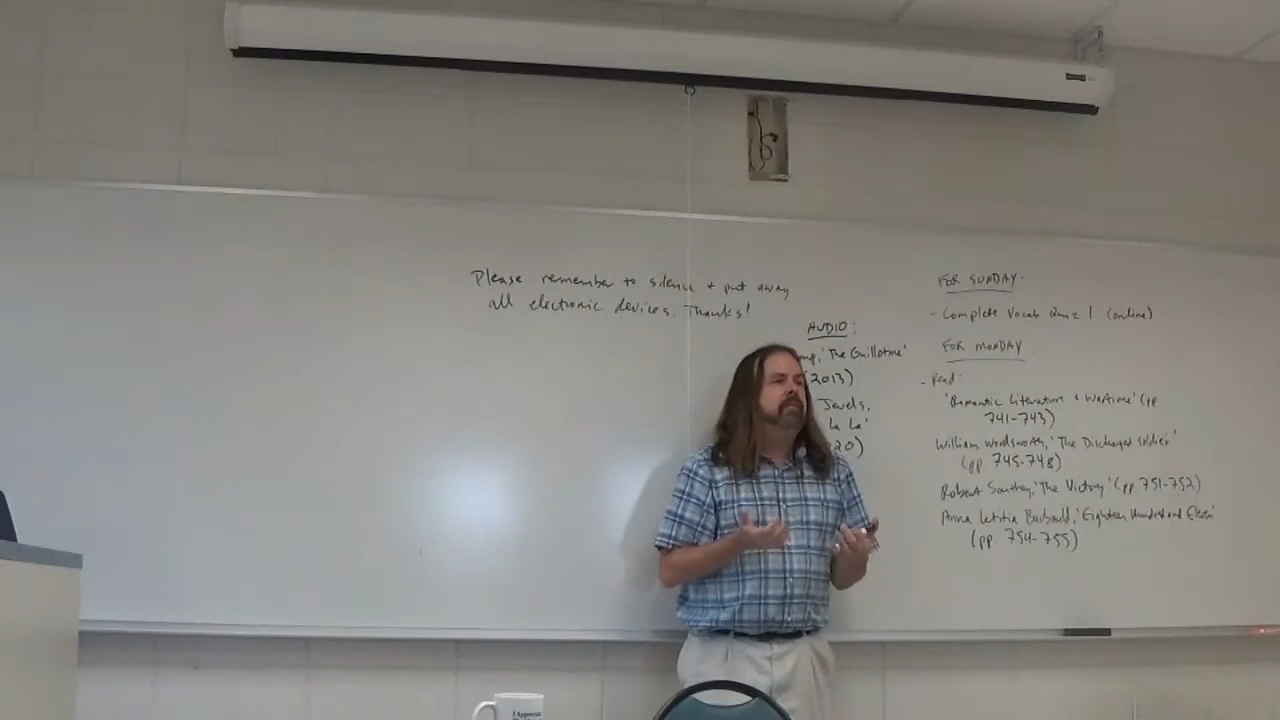 Please remember to silence + put away
all electronic devices. Thanks!
AUDIO:
'The Guillotine'
(2013)
Jewels,
La La'
20)
FOR SUNDAY.
- Complete Vocab Quiz 1 (online)
FOR MONDAY
- Read:
'Romantic Literature + Wartime' (pp
741-743)
William Wordsworth, 'The Discharged Soldier'
(pp 745-748)
Robert Southey, 'The Victory' (pp. 751-752)
Anna Letitia Barbauld, 'Eighteen Hundred and Eleven'
(pp. 754-755)
I Appreciate